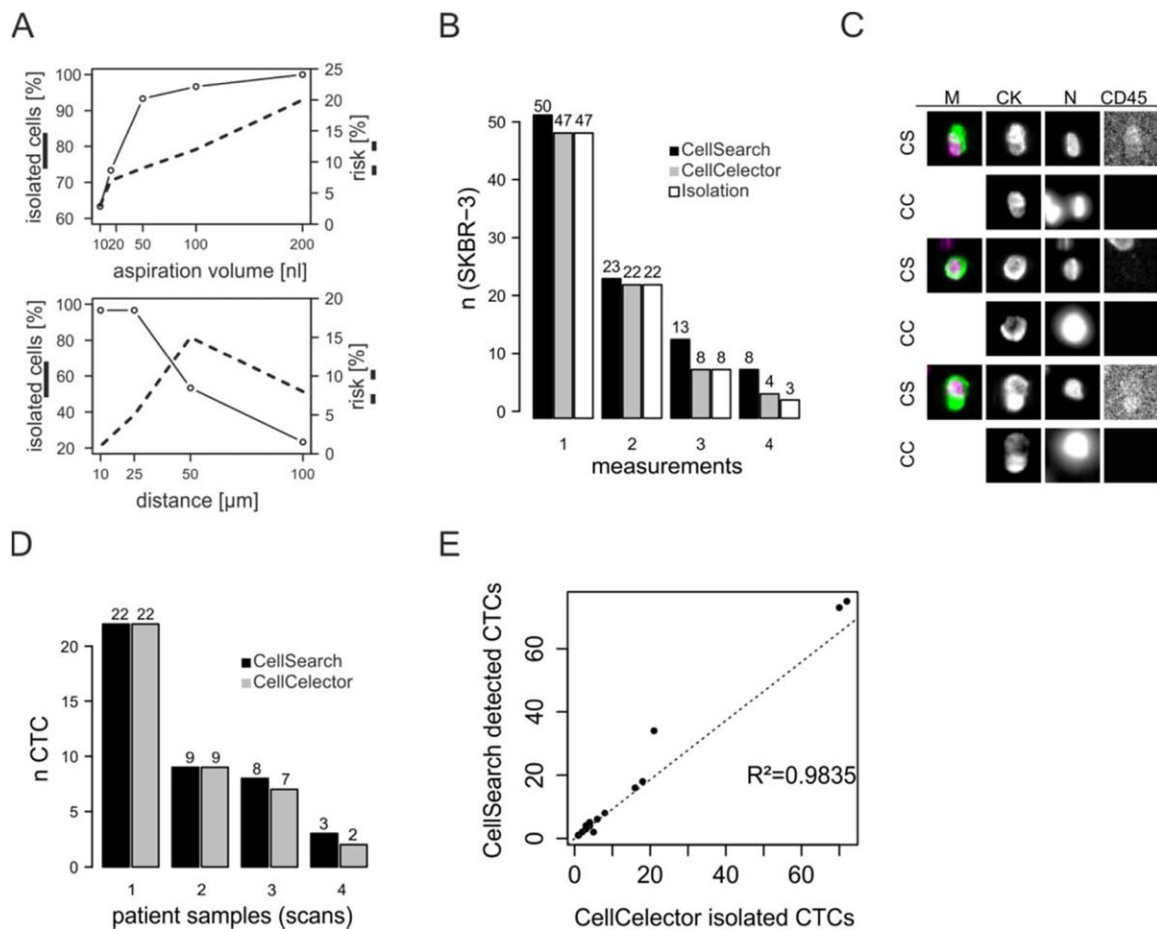 A
isolated cells [%]
100
90
80
70
60
25
20
15
10
5
0
risk [%]
10 20 50 100 200
aspiration volume [nl]
isolated cells [%]
100
80
60
40
20
20
15
10
5
0
risk [%]
10 25 50 100
distance [µm]
B
n (SKBR−3)
50
40
30
20
10
0
50 47 47
23 22 22
13 8 8
8 4 3
CellSearch
CellCelector
Isolation
1 2 3 4
measurements
C
M CK N CD45
CS
CC
CS
CC
CS
CC
D
n CTC
20
15
10
5
0
22 22
9 9
8 7
3 2
CellSearch
CellCelector
1 2 3 4
patient samples (scans)
E
CellSearch detected CTCs
60
40
20
0
R²=0.9835
0 20 40 60
CellCelector isolated CTCs